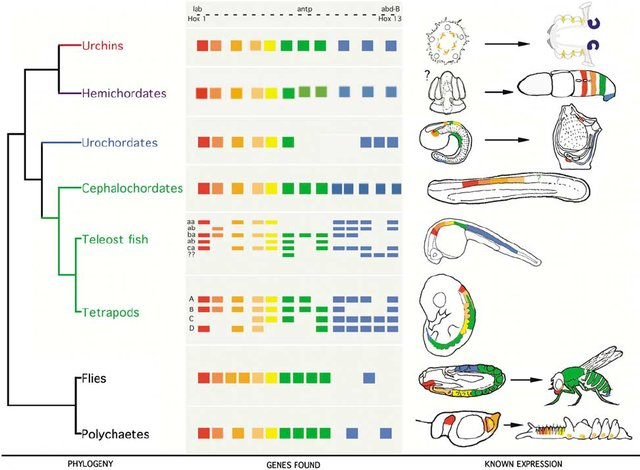 lab antp abd-B
Hox 1 Hox 13
Urchins
Hemichordates
?
Urochordates
Cephalochordates
aa
ab
Teleost fish
ba
ab
ca
??
A
Tetrapods
B
C
D
Flies
Polychaetes
PHYLOGENY GENES FOUND KNOWN EXPRESSION